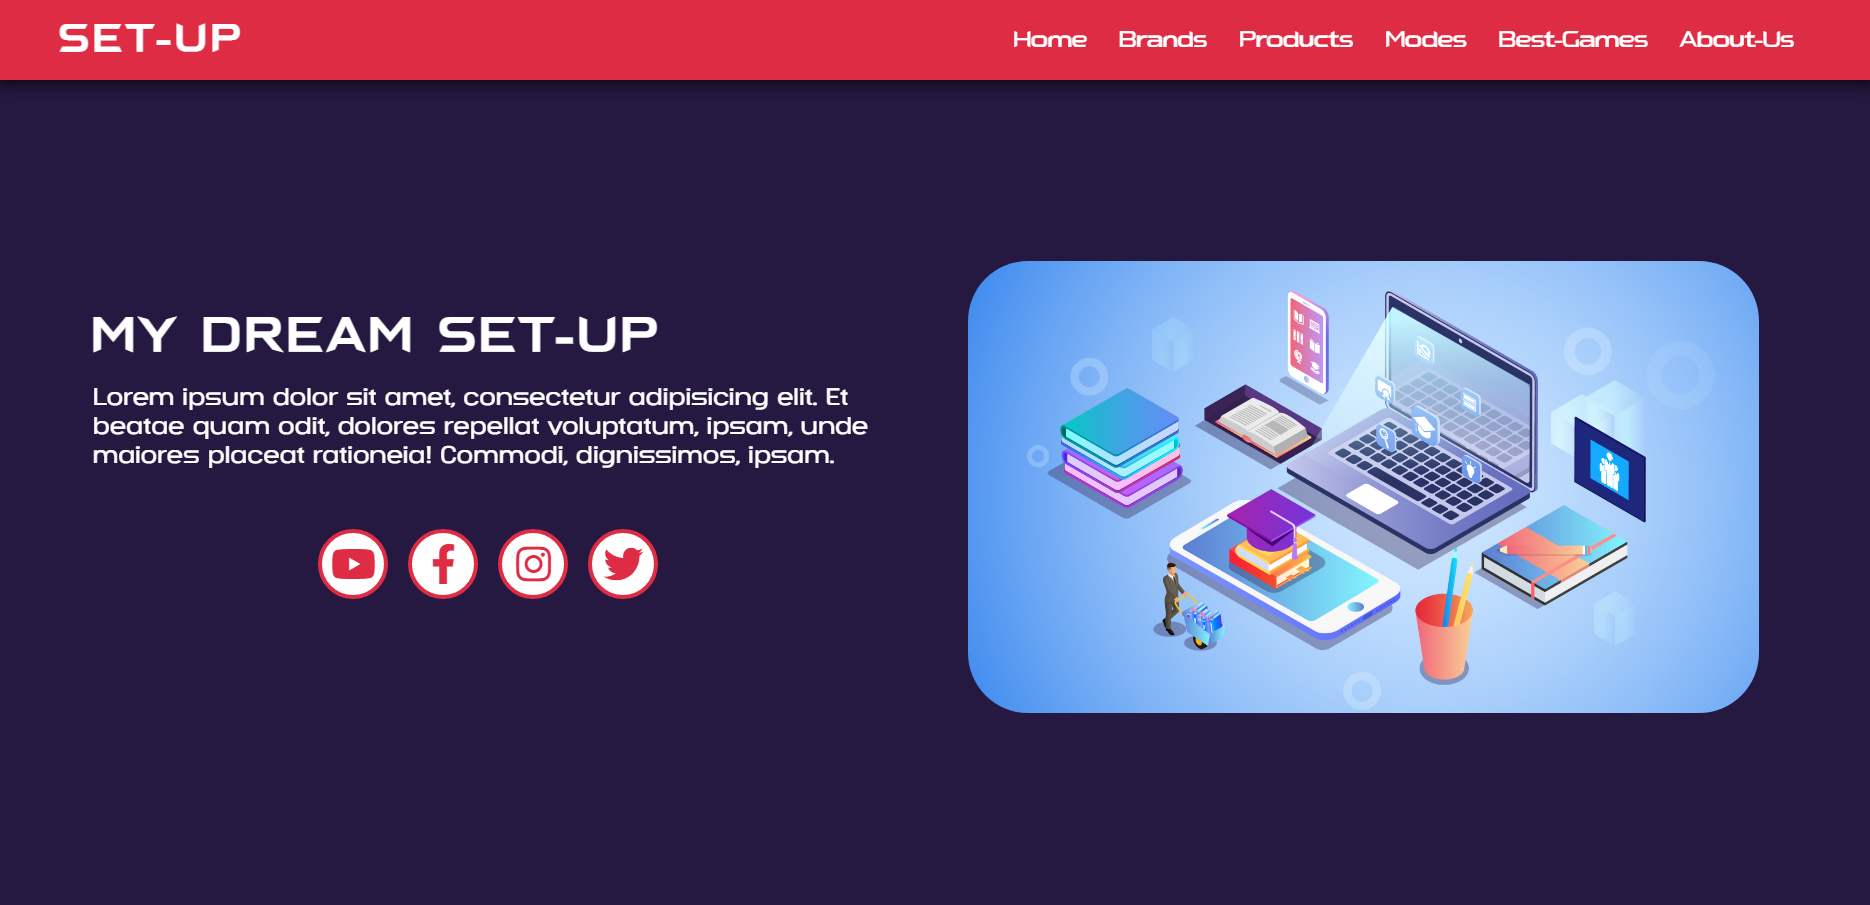 SET-UP
Home Brands Products Modes Best-Games About-Us
MY DREAM SET-UP
Lorem ipsum dolor sit amet, consectetur adipisicing elit. Et
beatae quam odit, dolores repellat voluptatum, ipsam, unde
maiores placeat rationeia! Commodi, dignissimos, ipsam.